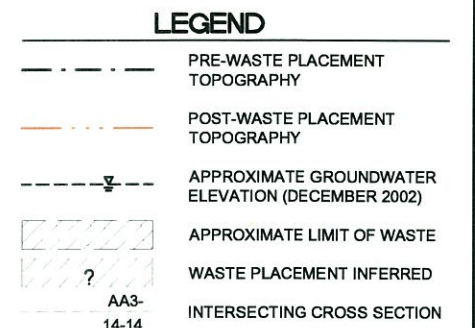 LEGEND
PRE-WASTE PLACEMENT
TOPOGRAPHY
POST-WASTE PLACEMENT
TOPOGRAPHY
APPROXIMATE GROUNDWATER
ELEVATION (DECEMBER 2002)
APPROXIMATE LIMIT OF WASTE
?
WASTE PLACEMENT INFERRED
AA3-
14-14
INTERSECTING CROSS SECTION